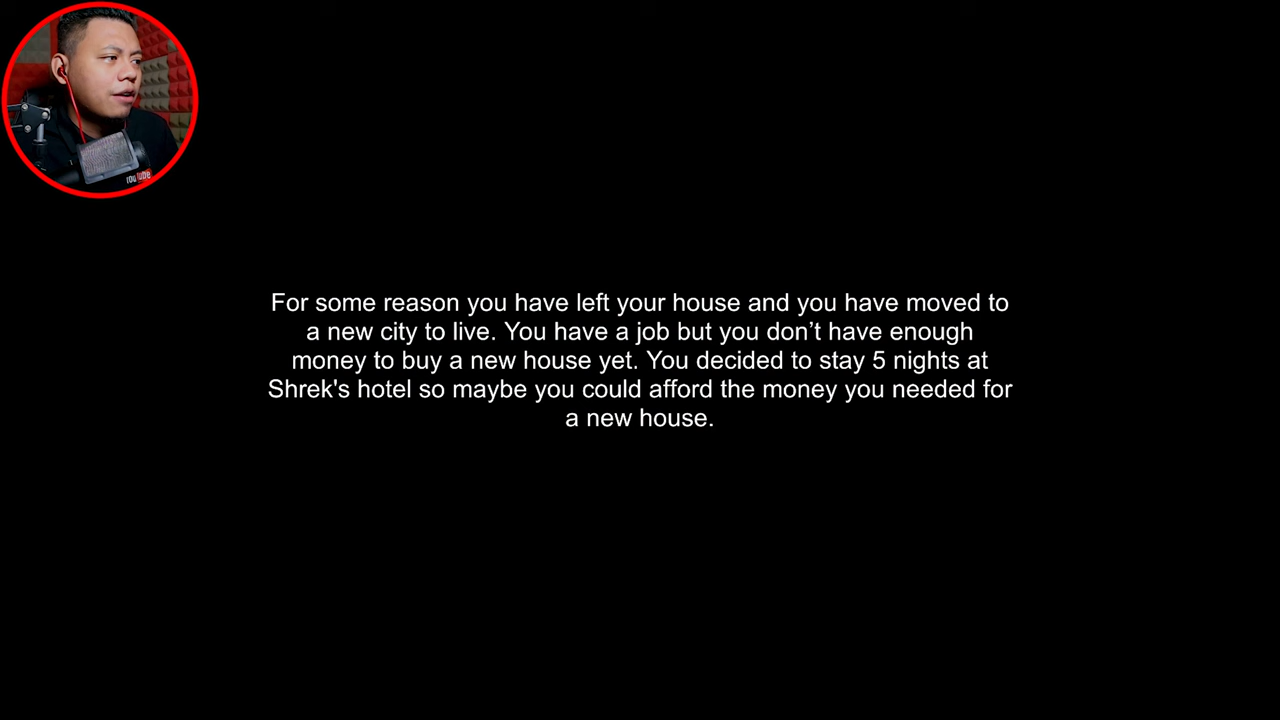 YouTube
For some reason you have left your house and you have moved to
a new city to live. You have a job but you don’t have enough
money to buy a new house yet. You decided to stay 5 nights at
Shrek's hotel so maybe you could afford the money you needed for
a new house.